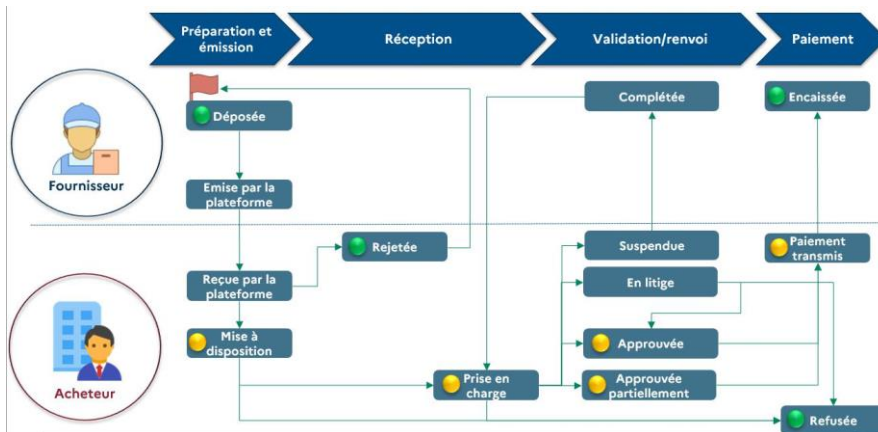 Préparation et
émission
Réception
Validation/renvoi
Paiement
Déposée
Complétée
Encaissée
Fournisseur
Emise par la
plateforme
Rejetée
Suspendue
Paiement
transmis
Reçue par la
plateforme
En litige
Mise à
disposition
Approuvée
Acheteur
Prise en
charge
Approuvée
partiellement
Refusée